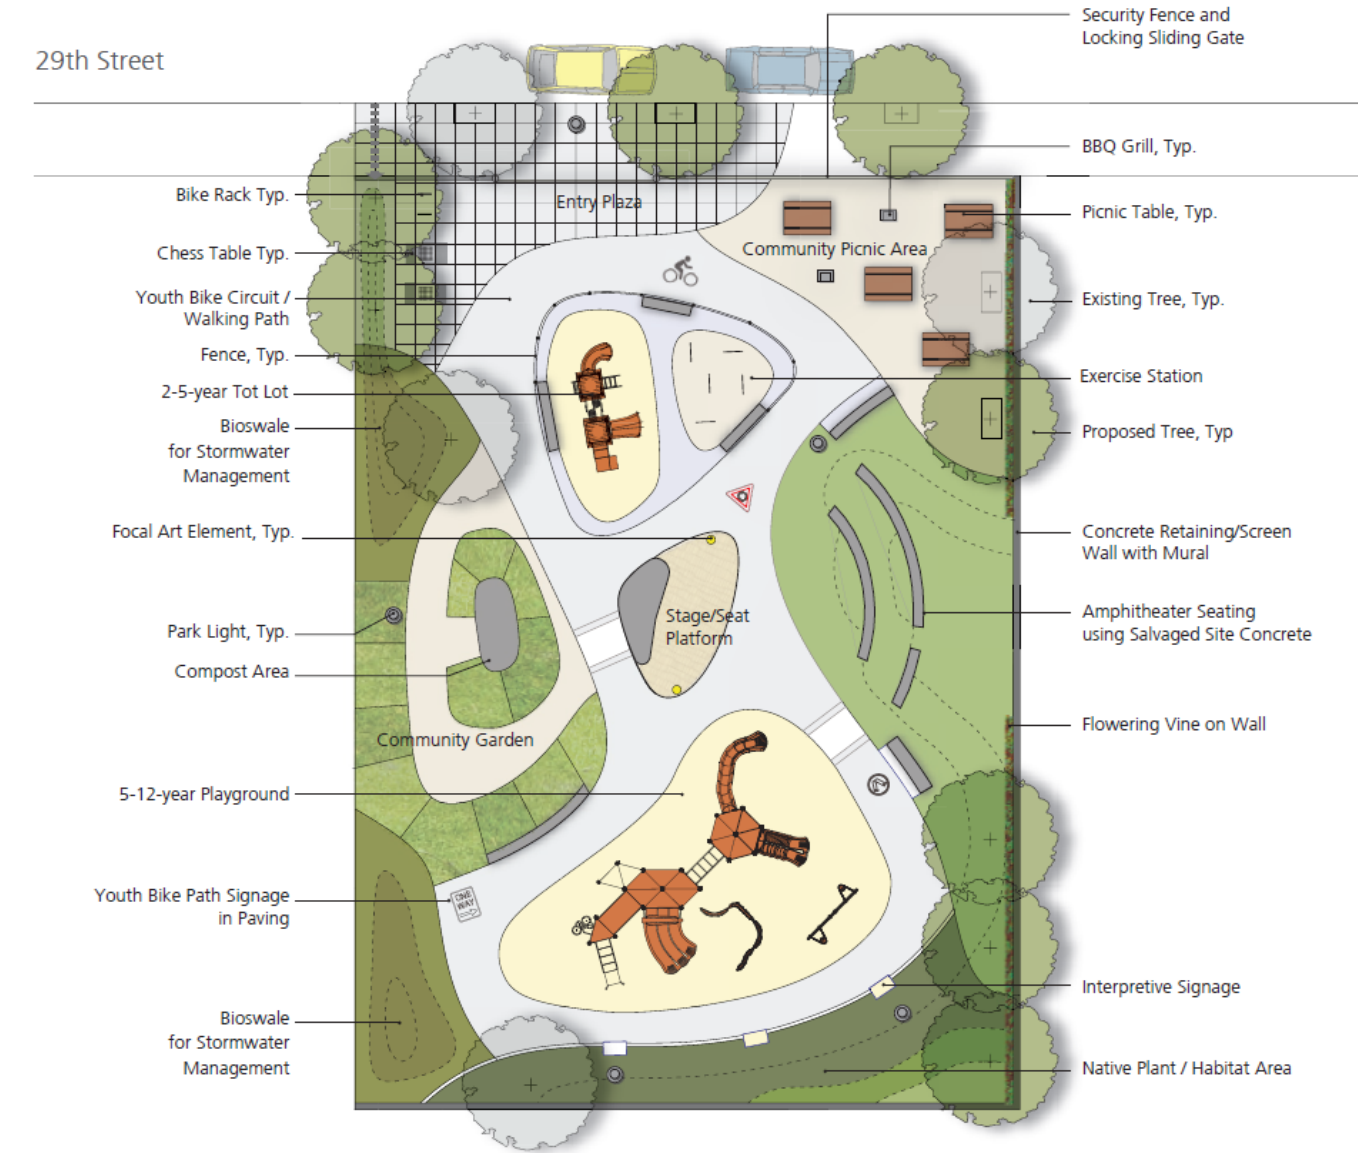 29th Street
Security Fence and
Locking Sliding Gate
BBQ Grill, Typ.
Bike Rack Typ.
Entry Plaza
Picnic Table, Typ.
Chess Table Typ.
Community Picnic Area
Youth Bike Circuit /
Walking Path
Existing Tree, Typ.
Fence, Typ.
2-5-year Tot Lot
Exercise Station
Bioswale
for Stormwater
Management
Proposed Tree, Typ
Focal Art Element, Typ.
Concrete Retaining/Screen
Wall with Mural
Stage/Seat
Platform
Amphitheater Seating
using Salvaged Site Concrete
Park Light, Typ.
Compost Area
Community Garden
Flowering Vine on Wall
5-12-year Playground
Youth Bike Path Signage
in Paving
ONE
WAY
Interpretive Signage
Bioswale
for Stormwater
Management
Native Plant / Habitat Area